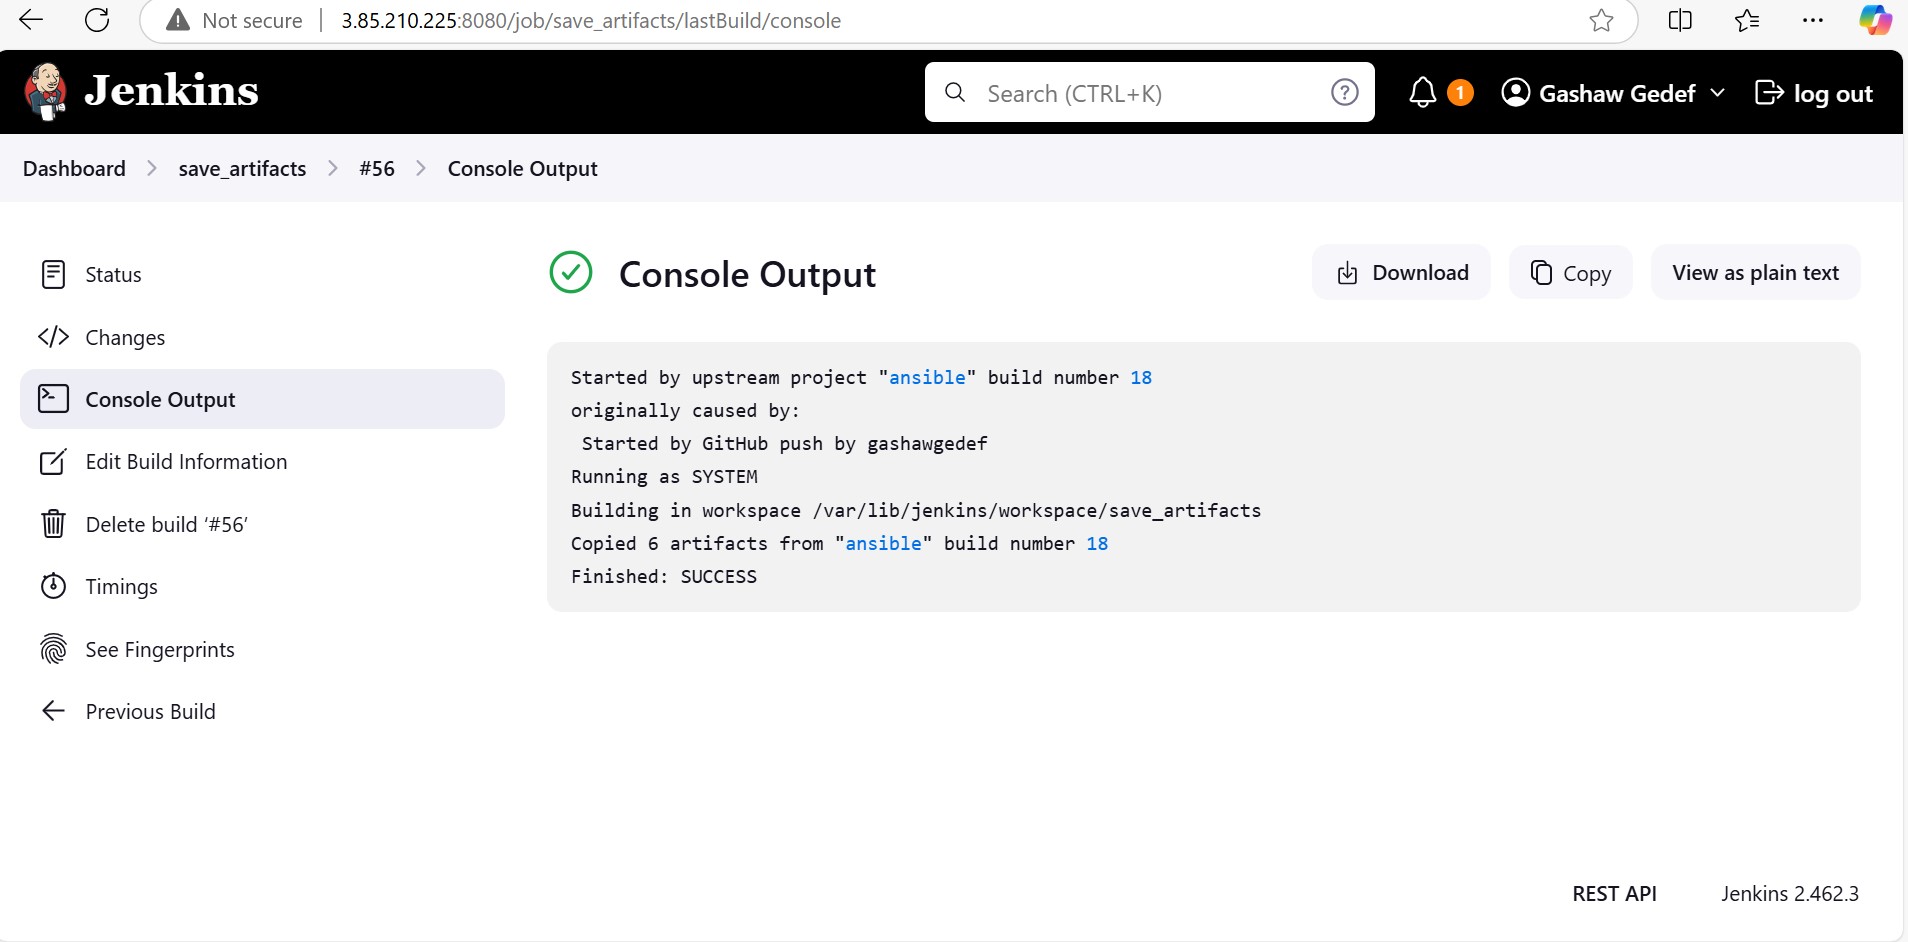 Not secure 3.85.210.225:8080/job/save_artifacts/lastBuild/console
Jenkins
Search (CTRL+K)
?
1
Gashaw Gedef
log out
Dashboard > save_artifacts > #56 > Console Output
Status
Changes
Console Output
Edit Build Information
Delete build ‘#56’
Timings
See Fingerprints
Previous Build
Console Output
Download
Copy
View as plain text
Started by upstream project "ansible" build number 18
originally caused by:
Started by GitHub push by gashawgedef
Running as SYSTEM
Building in workspace /var/lib/jenkins/workspace/save_artifacts
Copied 6 artifacts from "ansible" build number 18
Finished: SUCCESS
REST API
Jenkins 2.462.3